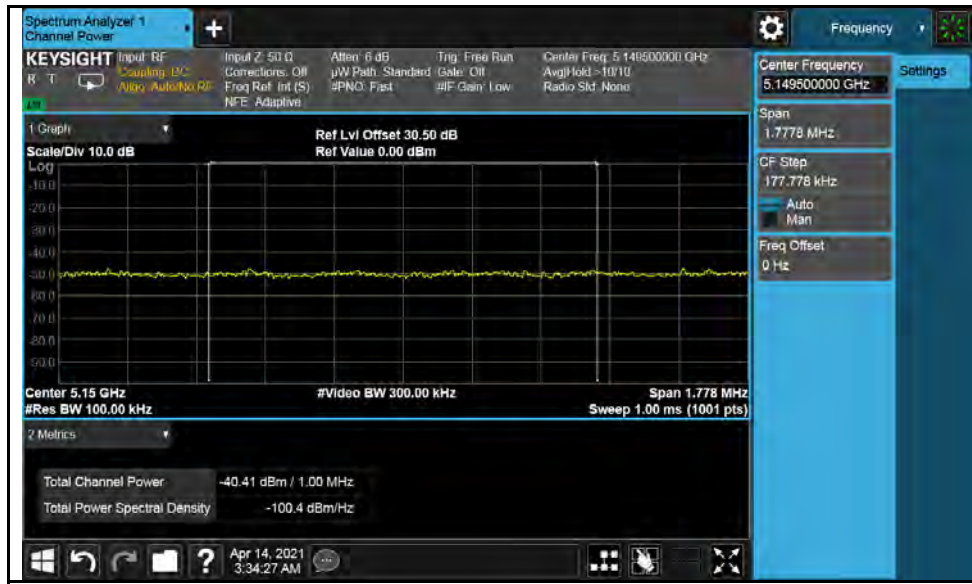 Spectrum Analyzer 1
Channel Power
+
Frequency
KEYSIGHT
R T
Input: RF
Coupling: DC
Align: Auto/No RF
Input Z: 50 Ω
Corrections: Off
Freq Ref: Int (S)
NFE: Adaptive
Atten: 6 dB
µW Path: Standard
#PNO: Fast
Trig: Free Run
Gate: Off
#IF Gain: Low
Center Freq: 5.149500000 GHz
Avg|Hold:>10/10
Radio Std: None
Center Frequency
5.149500000 GHz
Settings
Span
1.7778 MHz
CF Step
177.778 kHz
Auto
Man
Freq Offset
0 Hz
1 Graph
Scale/Div 10.0 dB
Ref Lvl Offset 30.50 dB
Ref Value 0.00 dBm
Log
-10.0
-20.0
-30.0
-40.0
-50.0
-60.0
-70.0
-80.0
-90.0
Center 5.15 GHz
#Video BW 300.00 kHz
Span 1.778 MHz
#Res BW 100.00 kHz
Sweep 1.00 ms (1001 pts)
2 Metrics
Total Channel Power -40.41 dBm / 1.00 MHz
Total Power Spectral Density -100.4 dBm/Hz
?
Apr 14, 2021
3:34:27 AM